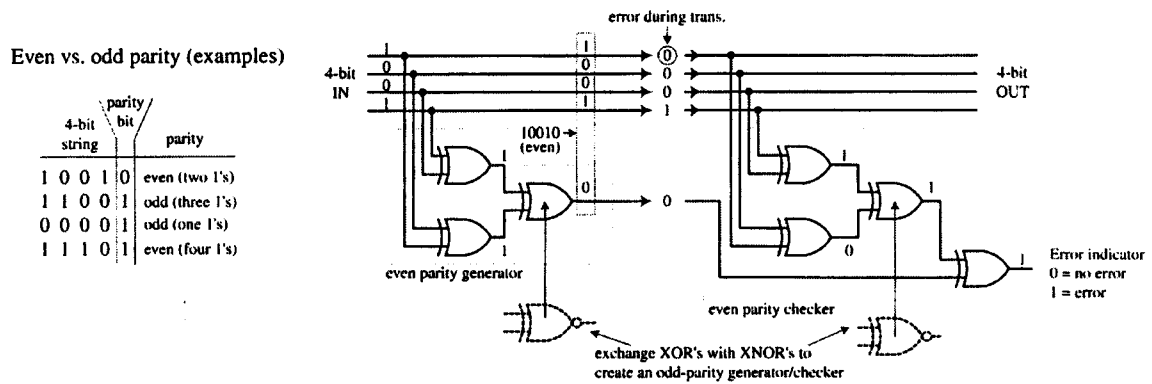 Even vs. odd parity (examples)
4-bit string
parity bit
parity
1 0 0 1 0 even (two 1's)
1 1 0 0 1 odd (three 1's)
0 0 0 0 1 odd (one 1's)
1 1 1 0 1 even (four 1's)
error during trans.
4-bit
IN
1
0
0
1
1
0
0
1
0
0
0
1
4-bit
OUT
10010
(even)
1
1
0
0
1
0
1
1
even parity generator
even parity checker
Error indicator
0 = no error
1 = error
exchange XOR's with XNOR's to
create an odd-parity generator/checker